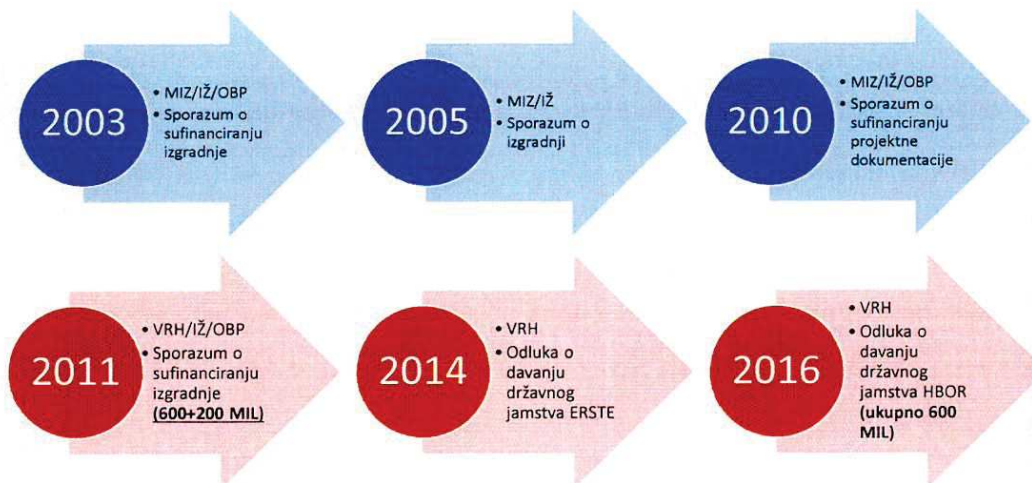 2003
• MIZ/IŽ/OBP
• Sporazum o
sufinanciranju
izgradnje
2005
• MIZ/IŽ
• Sporazum o
izgradnji
2010
• MIZ/IŽ/OBP
• Sporazum o
sufinanciranju
projektne
dokumentacije
2011
• VRH/IŽ/OBP
• Sporazum o
sufinanciranju
izgradnje
(600+200 MIL)
2014
• VRH
• Odluka o
davanju
državnog
jamstva ERSTE
2016
• VRH
• Odluka o
davanju
državnog
jamstva HBOR
(ukupno 600
MIL)